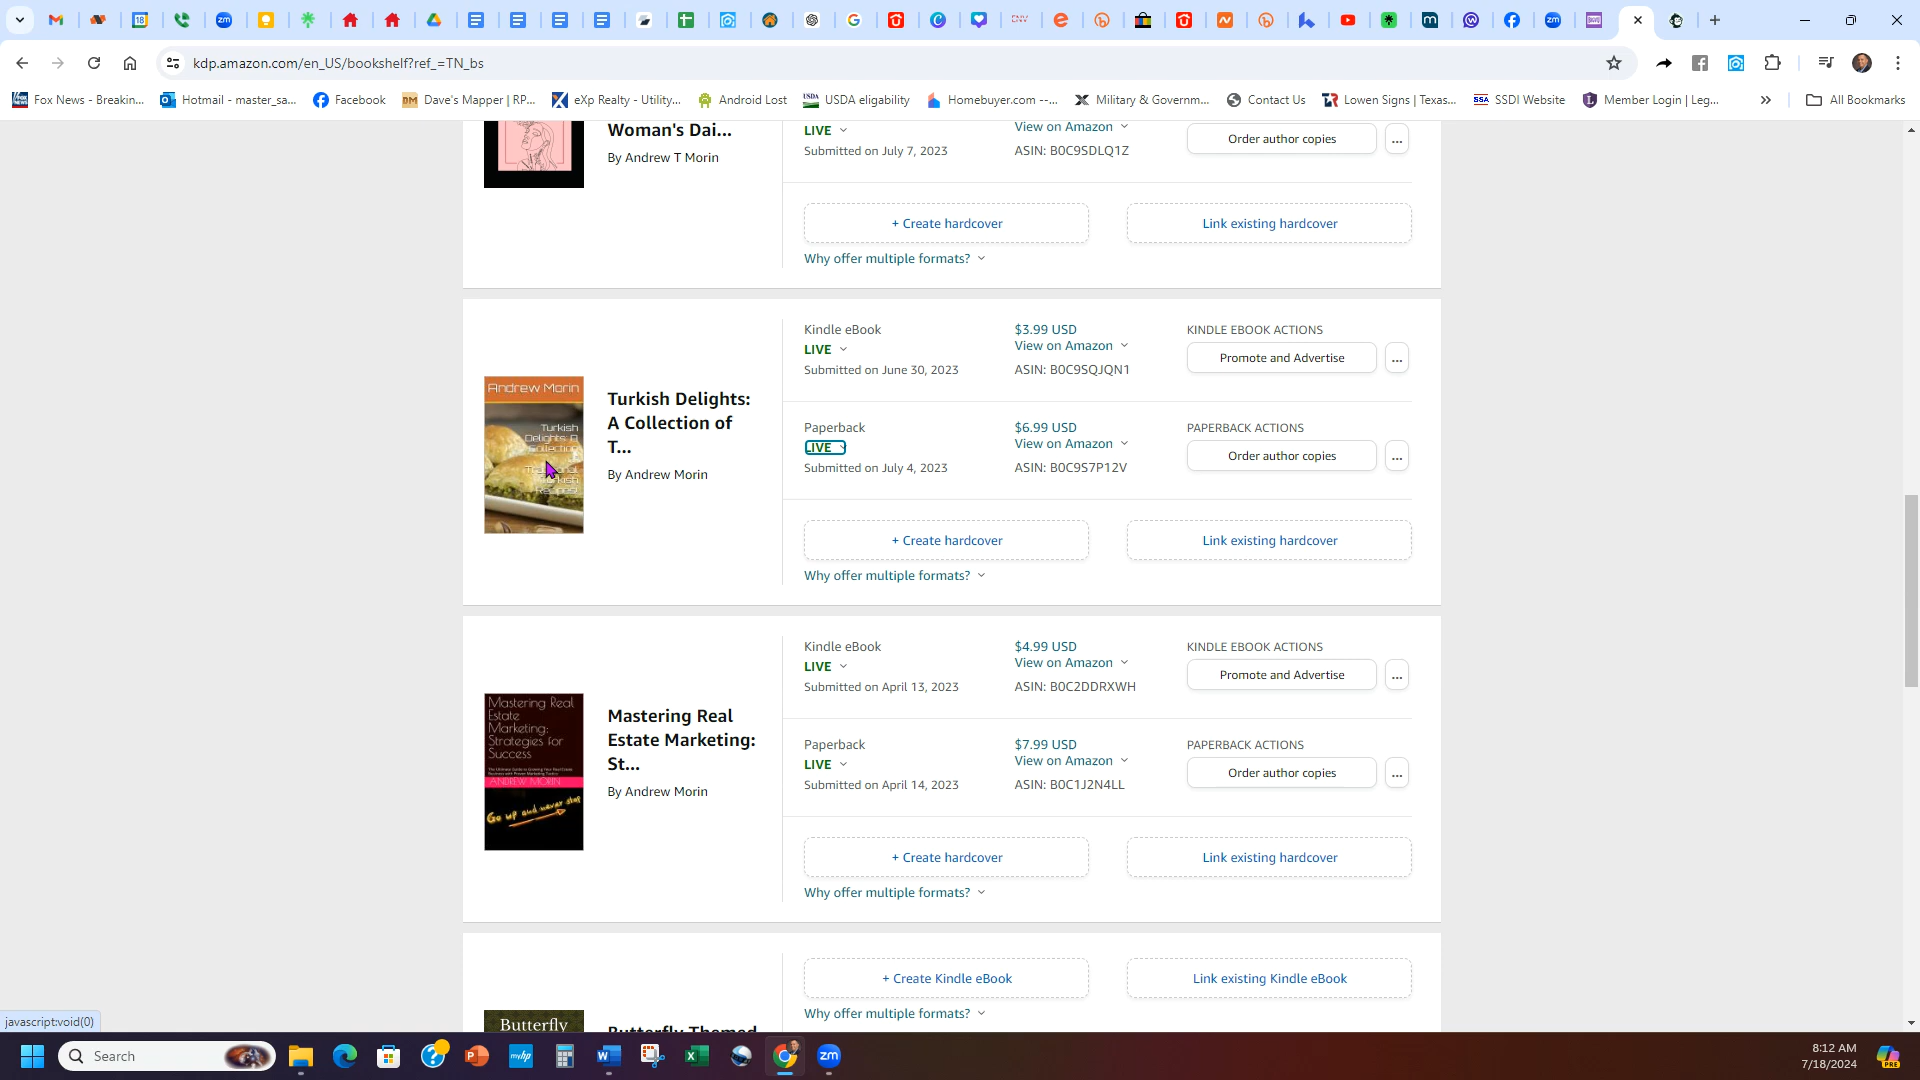 kdp.amazon.com/en_US/bookshelf?ref_=TN_bs
Fox News - Breakin...
Hotmail - master_sa...
Facebook
Dave's Mapper | RP...
eXp Realty - Utility...
Android Lost
USDA eligability
Homebuyer.com --...
Military & Governm...
Contact Us
Lowen Signs | Texas...
SSDI Website
Member Login | Leg...
All Bookmarks
Woman's Dai...
By Andrew T Morin
LIVE
Submitted on July 7, 2023
View on Amazon
ASIN: B0C9SDLQ1Z
Order author copies
...
+ Create hardcover
Link existing hardcover
Why offer multiple formats?
Andrew Morin
Turkish Delights:
A Collection of
T...
By Andrew Morin
Kindle eBook
LIVE
Submitted on June 30, 2023
$3.99 USD
View on Amazon
ASIN: B0C9SQJQN1
KINDLE EBOOK ACTIONS
Promote and Advertise
...
Paperback
LIVE
Submitted on July 4, 2023
$6.99 USD
View on Amazon
ASIN: B0C9S7P12V
PAPERBACK ACTIONS
Order author copies
...
+ Create hardcover
Link existing hardcover
Why offer multiple formats?
Mastering Real
Estate
Marketing:
Strategies for
Success
ANDREW MORIN
Go up and never stop
Mastering Real
Estate Marketing:
St...
By Andrew Morin
Kindle eBook
LIVE
Submitted on April 13, 2023
$4.99 USD
View on Amazon
ASIN: B0C2DDRXWH
KINDLE EBOOK ACTIONS
Promote and Advertise
...
Paperback
LIVE
Submitted on April 14, 2023
$7.99 USD
View on Amazon
ASIN: B0C1J2N4LL
PAPERBACK ACTIONS
Order author copies
...
+ Create hardcover
Link existing hardcover
Why offer multiple formats?
Butterfly
Butterfly Themed
+ Create Kindle eBook
Link existing Kindle eBook
Why offer multiple formats?
javascript:void(0)
Search
8:12 AM
7/18/2024